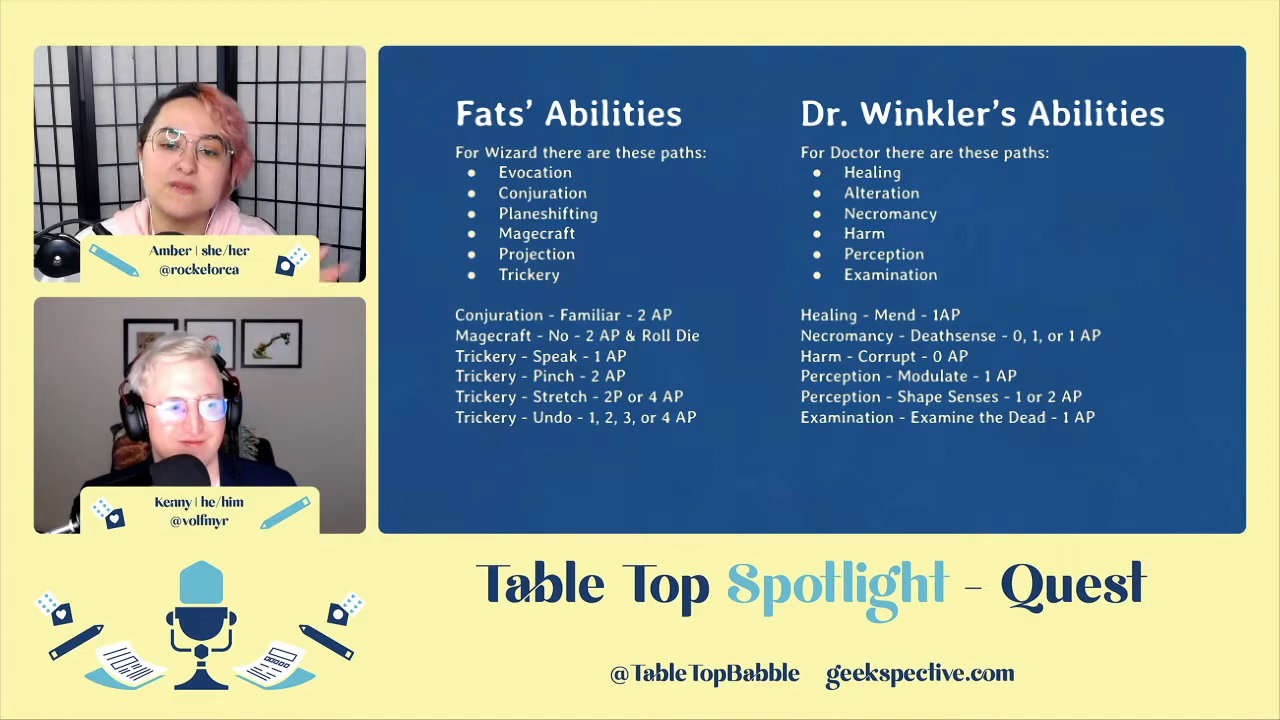 Amber | she/her
@rockelorca
Kenny | he/him
@volfmyr
Fats' Abilities
For Wizard there are these paths:
● Evocation
● Conjuration
● Planeshifting
● Magecraft
● Projection
● Trickery
Conjuration - Familiar - 2 AP
Magecraft - No - 2 AP & Roll Die
Trickery - Speak - 1 AP
Trickery - Pinch - 2 AP
Trickery - Stretch - 2P or 4 AP
Trickery - Undo - 1, 2, 3, or 4 AP
Dr. Winkler's Abilities
For Doctor there are these paths:
● Healing
● Alteration
● Necromancy
● Harm
● Perception
● Examination
Healing - Mend - 1AP
Necromancy - Deathsense - 0, 1, or 1 AP
Harm - Corrupt - 0 AP
Perception - Modulate - 1 AP
Perception - Shape Senses - 1 or 2 AP
Examination - Examine the Dead - 1 AP
Table Top Spotlight - Quest
@TableTopBabble geekspective.com